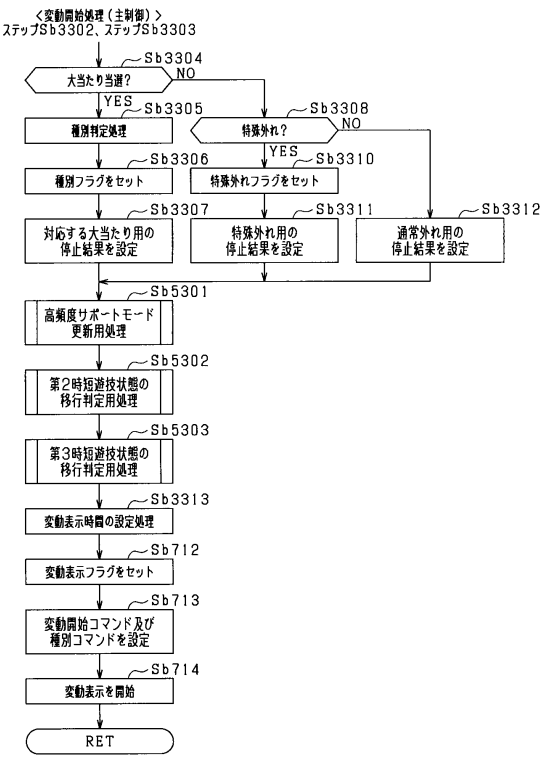 <変動開始処理(主制御)>
ステップSb3302、ステップSb3303
Sb3304
大当たり当選?
NO
YES
Sb3305
種別判定処理
Sb3308
特殊外れ?
NO
YES
Sb3306
種別フラグをセット
Sb3310
特殊外れフラグをセット
Sb3307
対応する大当たり用の
停止結果を設定
Sb3311
特殊外れ用の
停止結果を設定
Sb3312
通常外れ用の
停止結果を設定
Sb5301
高頻度サポートモード
更新用処理
Sb5302
第2時短遊技状態の
移行判定用処理
Sb5303
第3時短遊技状態の
移行判定用処理
Sb3313
変動表示時間の設定処理
Sb712
変動表示フラグをセット
Sb713
変動開始コマンド及び
種別コマンドを設定
Sb714
変動表示を開始
RET